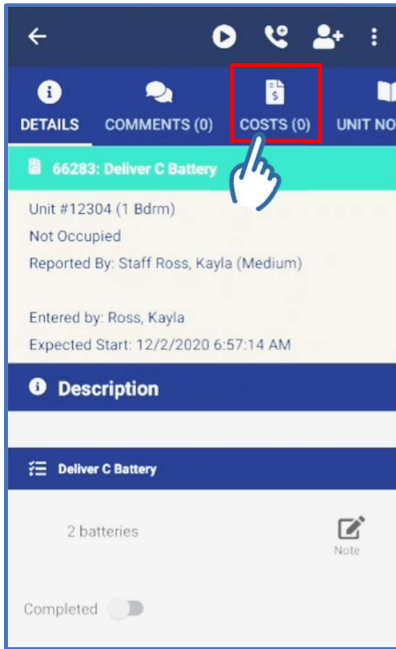 DETAILS COMMENTS (0) COSTS (0) UNIT NO
66283: Deliver C Battery
Unit #12304 (1 Bdrm)
Not Occupied
Reported By: Staff Ross, Kayla (Medium)
Entered by: Ross, Kayla
Expected Start: 12/2/2020 6:57:14 AM
Description
Deliver C Battery
2 batteries
Note
Completed